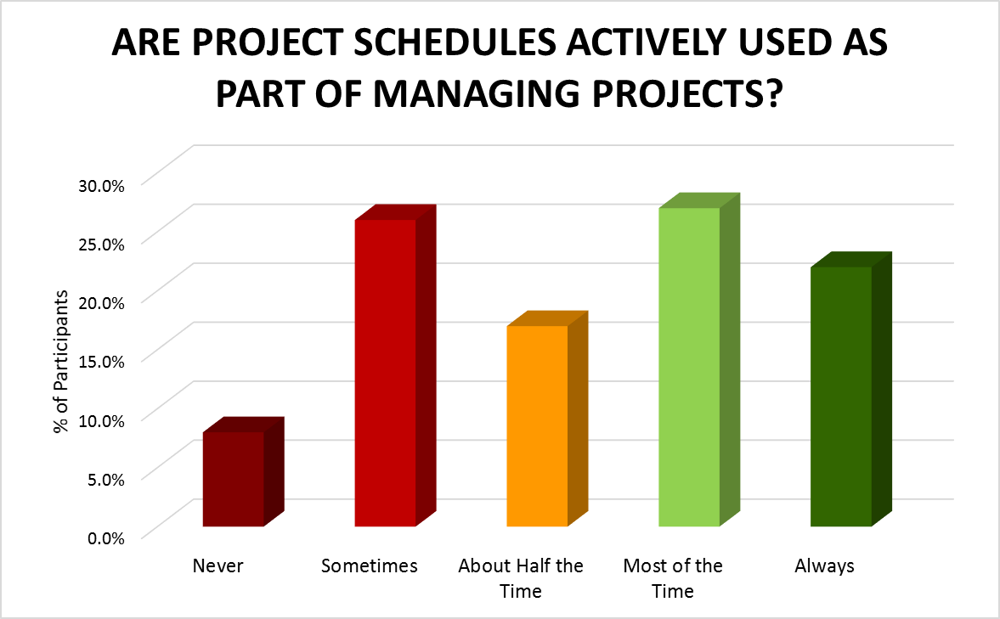 ARE PROJECT SCHEDULES ACTIVELY USED AS
PART OF MANAGING PROJECTS?
% of Participants
30.0%
25.0%
20.0%
15.0%
10.0%
5.0%
0.0%
Never
Sometimes
About Half the
Time
Most of the
Time
Always